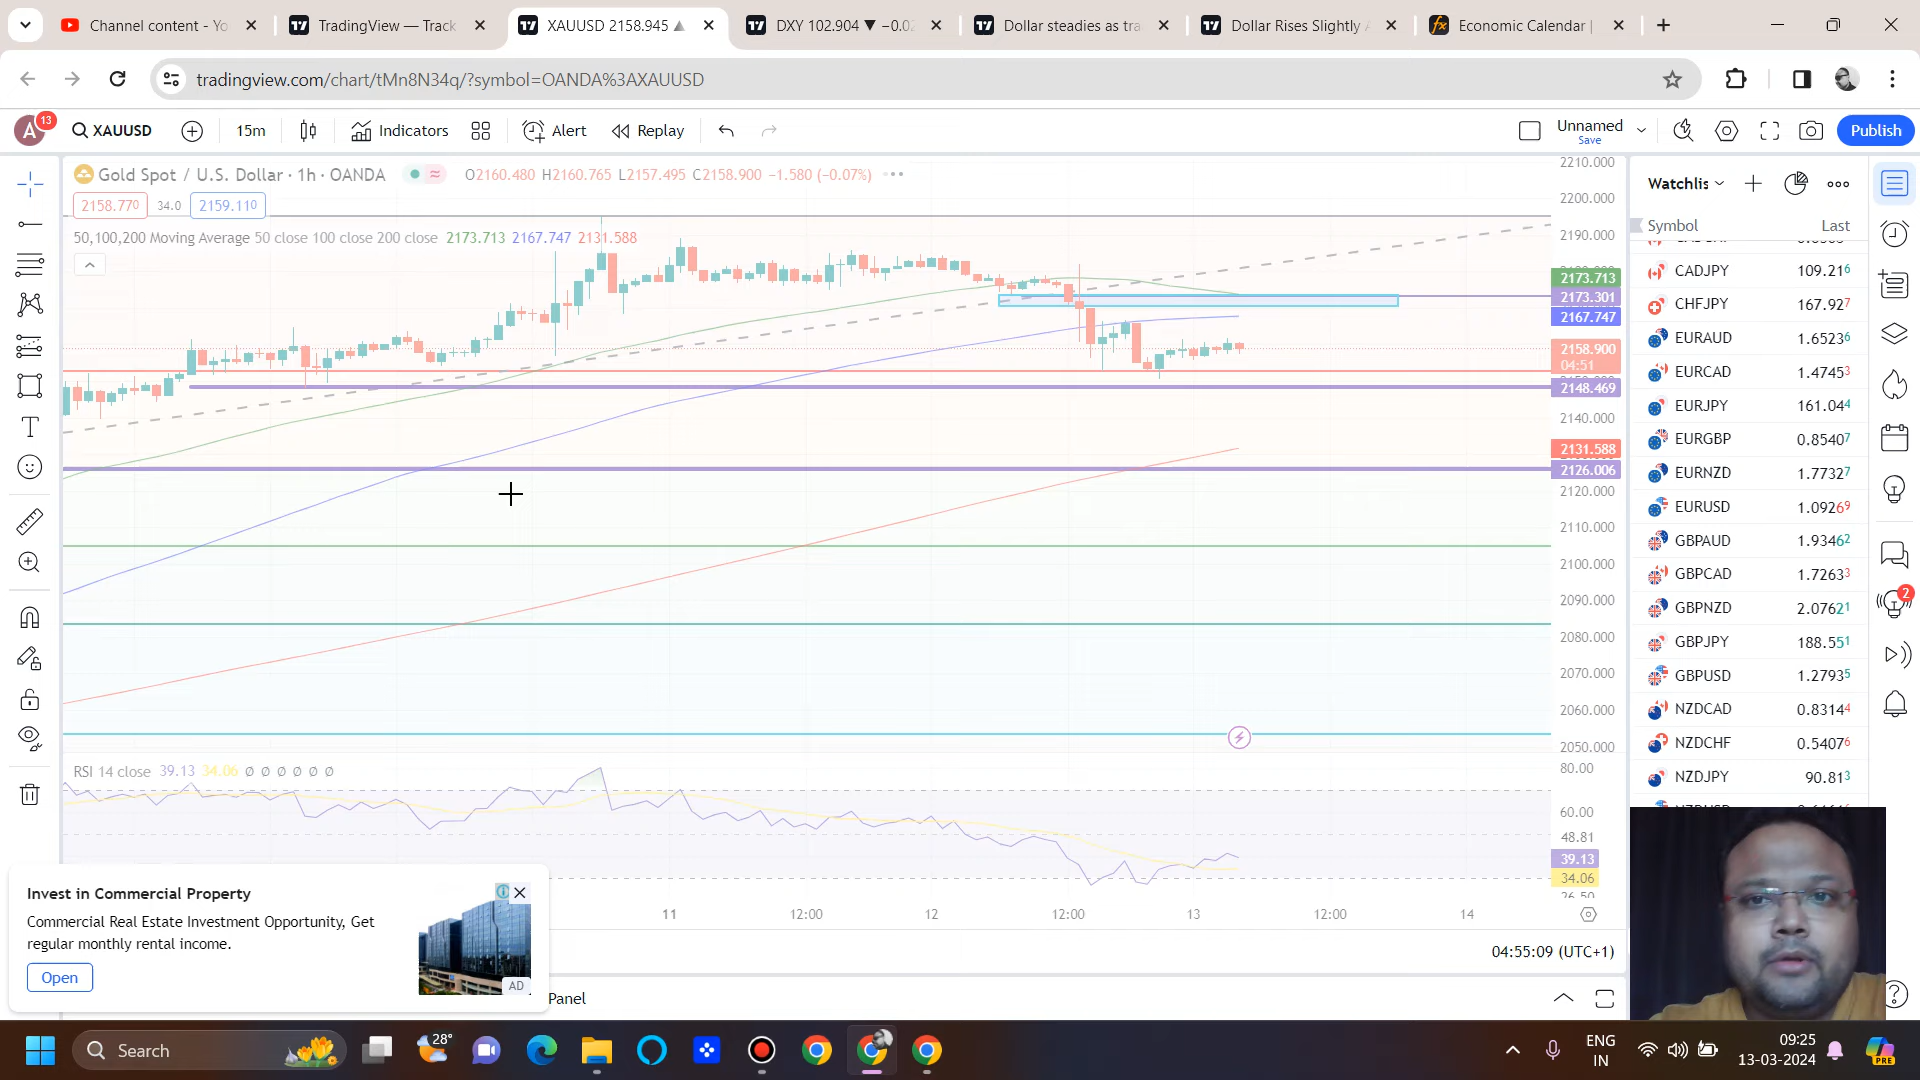 Channel content - Yo
TradingView — Track
XAUUSD 2158.945
DXY 102.904 ▼ −0.02
Dollar steadies as tra
Dollar Rises Slightly A
Economic Calendar |
tradingview.com/chart/tMn8N34q/?symbol=OANDA%3AXAUUSD
A 13
XAUUSD
15m
Indicators
Alert
Replay
Unnamed
Save
Publish
Gold Spot / U.S. Dollar · 1h · OANDA
O2160.480 H2160.765 L2157.495 C2158.900 −1.580 (−0.07%)
2158.770 34.0 2159.110
50,100,200 Moving Average 50 close 100 close 200 close 2173.713 2167.747 2131.588
2210.000
2200.000
2190.000
2173.713
2173.301
2167.747
2158.900
04:51
2148.469
2140.000
2131.588
2126.006
2120.000
2110.000
2100.000
2090.000
2080.000
2070.000
2060.000
2050.000
RSI 14 close 39.13 34.06 Ø Ø Ø Ø Ø Ø
80.00
60.00
48.81
39.13
34.06
26.50
11 12:00 12 12:00 13 12:00 14
04:55:09 (UTC+1)
Panel
Watchlis
Symbol Last
CADJPY 109.216
CHFJPY 167.927
EURAUD 1.65236
EURCAD 1.47453
EURJPY 161.044
EURGBP 0.85407
EURNZD 1.77327
EURUSD 1.09269
GBPAUD 1.93462
GBPCAD 1.72633
GBPNZD 2.07621
GBPJPY 188.551
GBPUSD 1.27935
NZDCAD 0.83144
NZDCHF 0.54076
NZDJPY 90.813
2
Invest in Commercial Property
Commercial Real Estate Investment Opportunity, Get
regular monthly rental income.
Open
AD
Search
28°
ENG
IN
09:25
13-03-2024
PRE